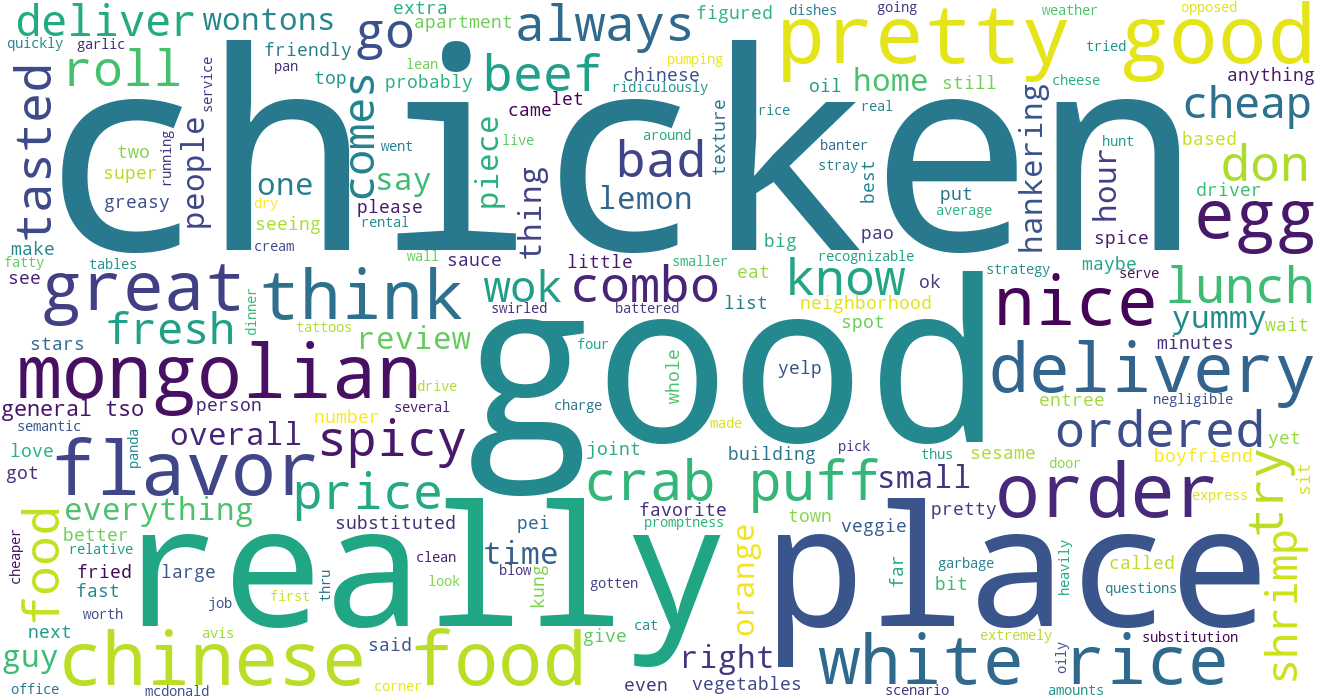 deliver
wontons
extra
apartment
go
always
figured
dishes
going
weather
opposed
pretty good
quickly
garlic
friendly
pan
lean
pumping
tried
cheese
roll
top
probably
beef
chinese
ridiculously
oil
home
still
anything
service
tasted
comes
came
let
texture
rice
real
hankering
cheap
chicken
people
running
two
super
greasy
one
went
say
piece
live
thing
around
bad
lemon
banter
stray
best
put
average
hour
hunt
based
don
driver
egg
dry
seeing
please
rental
cream
make
fatty
see
tables
wall
sauce
little
smaller
big
pao
recognizable
spice
maybe
strategy
serve
great
think
wok
combo
eat
know
ok
nice
lunch
list
neighborhood
swirled
battered
spot
yummy
wait
dinner
tattoos
fresh
review
stars
four
good
minutes
mongolian
whole
yelp
delivery
drive
general tso
person
number
several
charge
made
entree
negligible
semantic
love
panda
overall
spicy
joint
building
pick
thus
sesame
ordered
boyfriend
yet
got
flavor
price
crab puff
small
door
order
express
try
sit
everything
substituted
pei
favorite
promptness
town
veggie
pretty
food
better
relative
cheaper
fried
large
fast
clean
time
blow
look
kung
gotten
orange
far
bit
garbage
heavily
called
questions
shrimp
really
place
worth
job
first
thru
next
avis
said
cat
give
extremely
substitution
guy
chinese food
right
white rice
oily
office
mcdonald
corner
even
vegetables
scenario
amounts